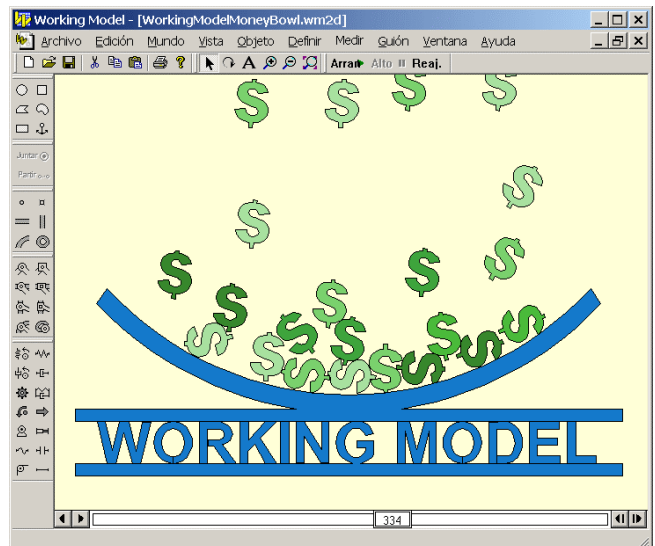 Working Model - [WorkingModelMoneyBowl.wm2d]
Archivo Edición Mundo Vista Objeto Definir Medir Guión Ventana Ayuda
A Arran Alto Reaj.
Juntar
Partir
$ $ $ $
$
$ $
$ $ $
$ $ $
$ $ $ $ $ $ $ $ $ $
WORKING MODEL
334